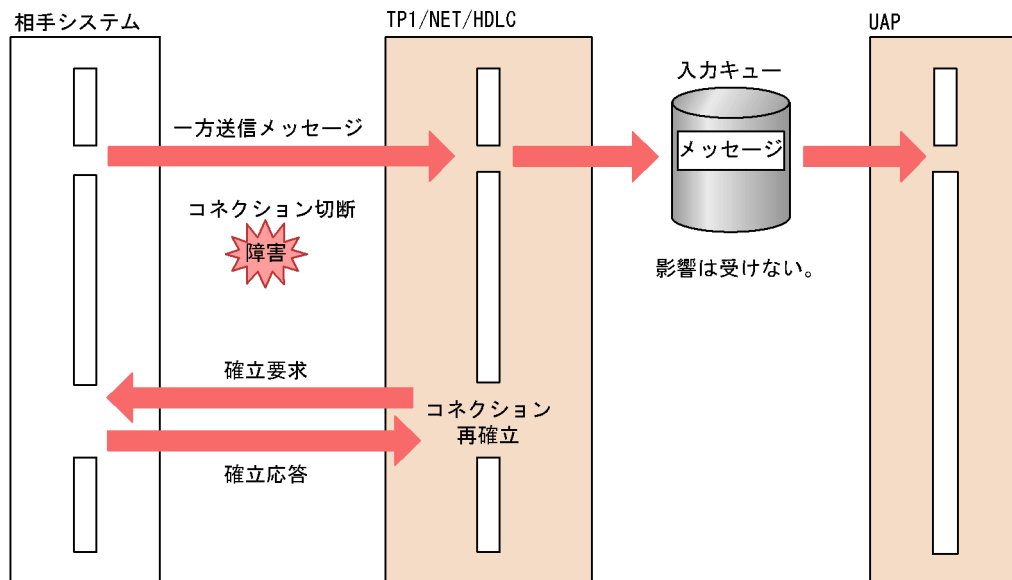 相手システム
TP1/NET/HDLC
UAP
入力キュー
一方送信メッセージ
メッセージ
コネクション切断
障害
影響は受けない。
確立要求
コネクション
再確立
確立応答